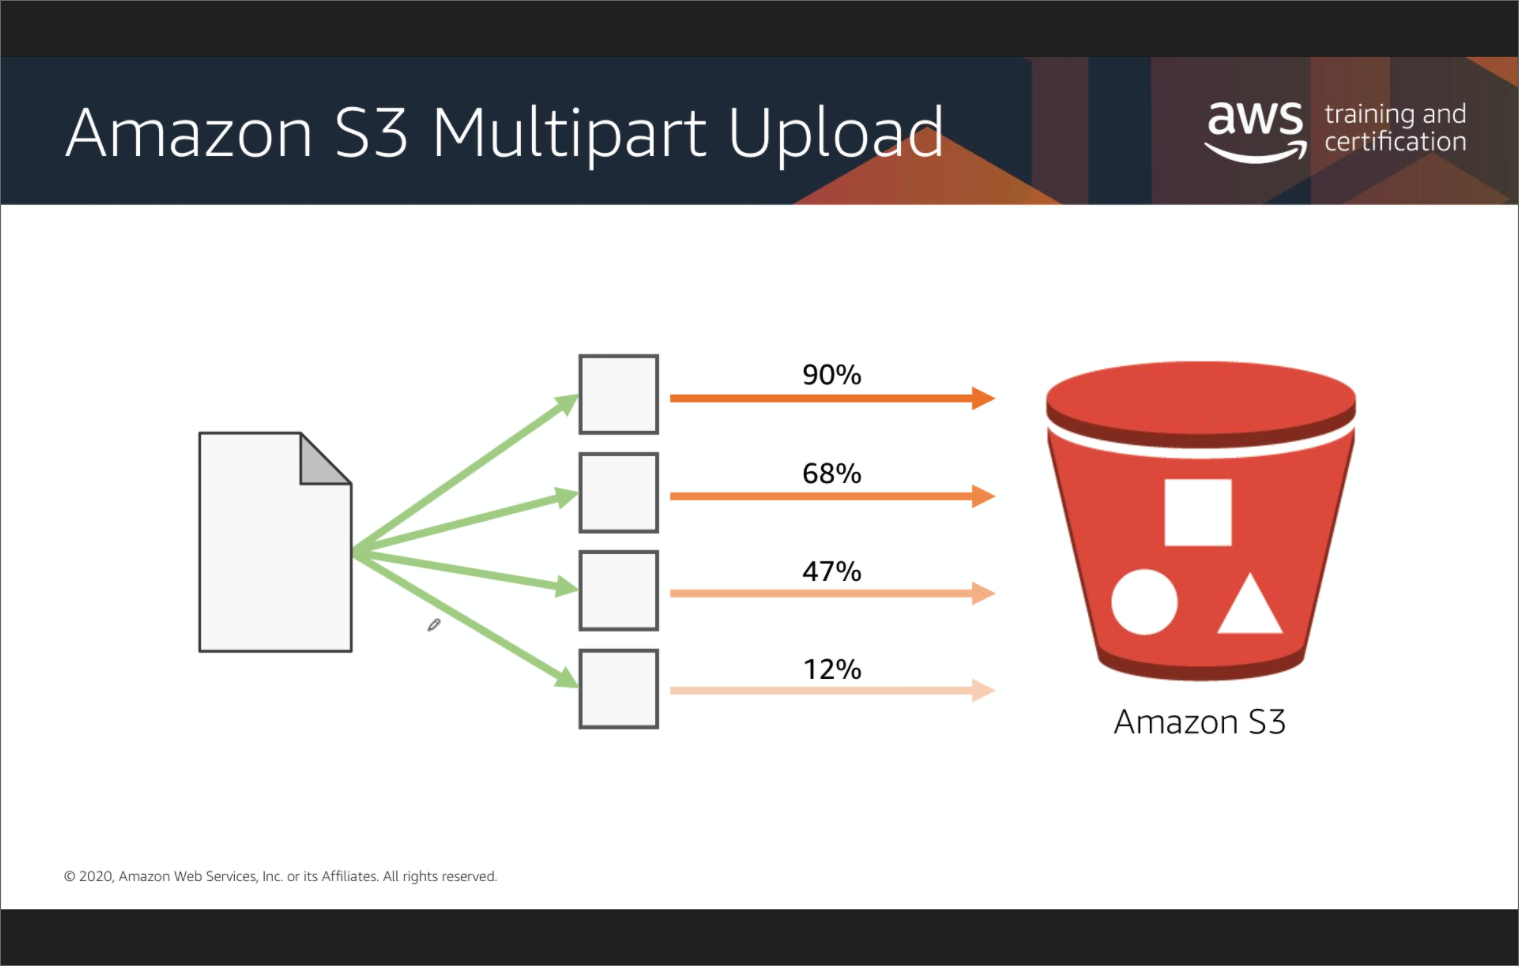 Amazon S3 Multipart Upload
aws training and
certification
90%
68%
47%
12%
Amazon S3
© 2020, Amazon Web Services, Inc. or its Affiliates. All rights reserved.